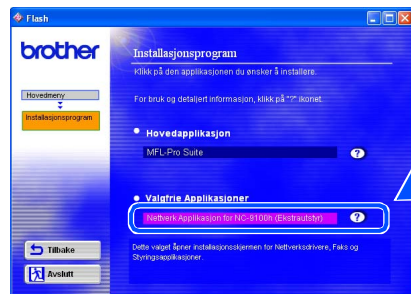 Flash
brother
Installasjonsprogram
Klikk på den applikasjonen du ønsker å installere.
For bruk og detaljert informasjon, klikk på "?" ikonet.
Hovedmeny
Installasjonsprogram
Hovedapplikasjon
MFL-Pro Suite
?
Valgfrie Applikasjoner
Nettverk Applikasjon for NC-9100h (Ekstrautstyr)
?
Dette valget åpner installasjonsskjermen for Nettverksdrivere, Faks og
Styringsapplikasjoner.
Tilbake
Avslutt